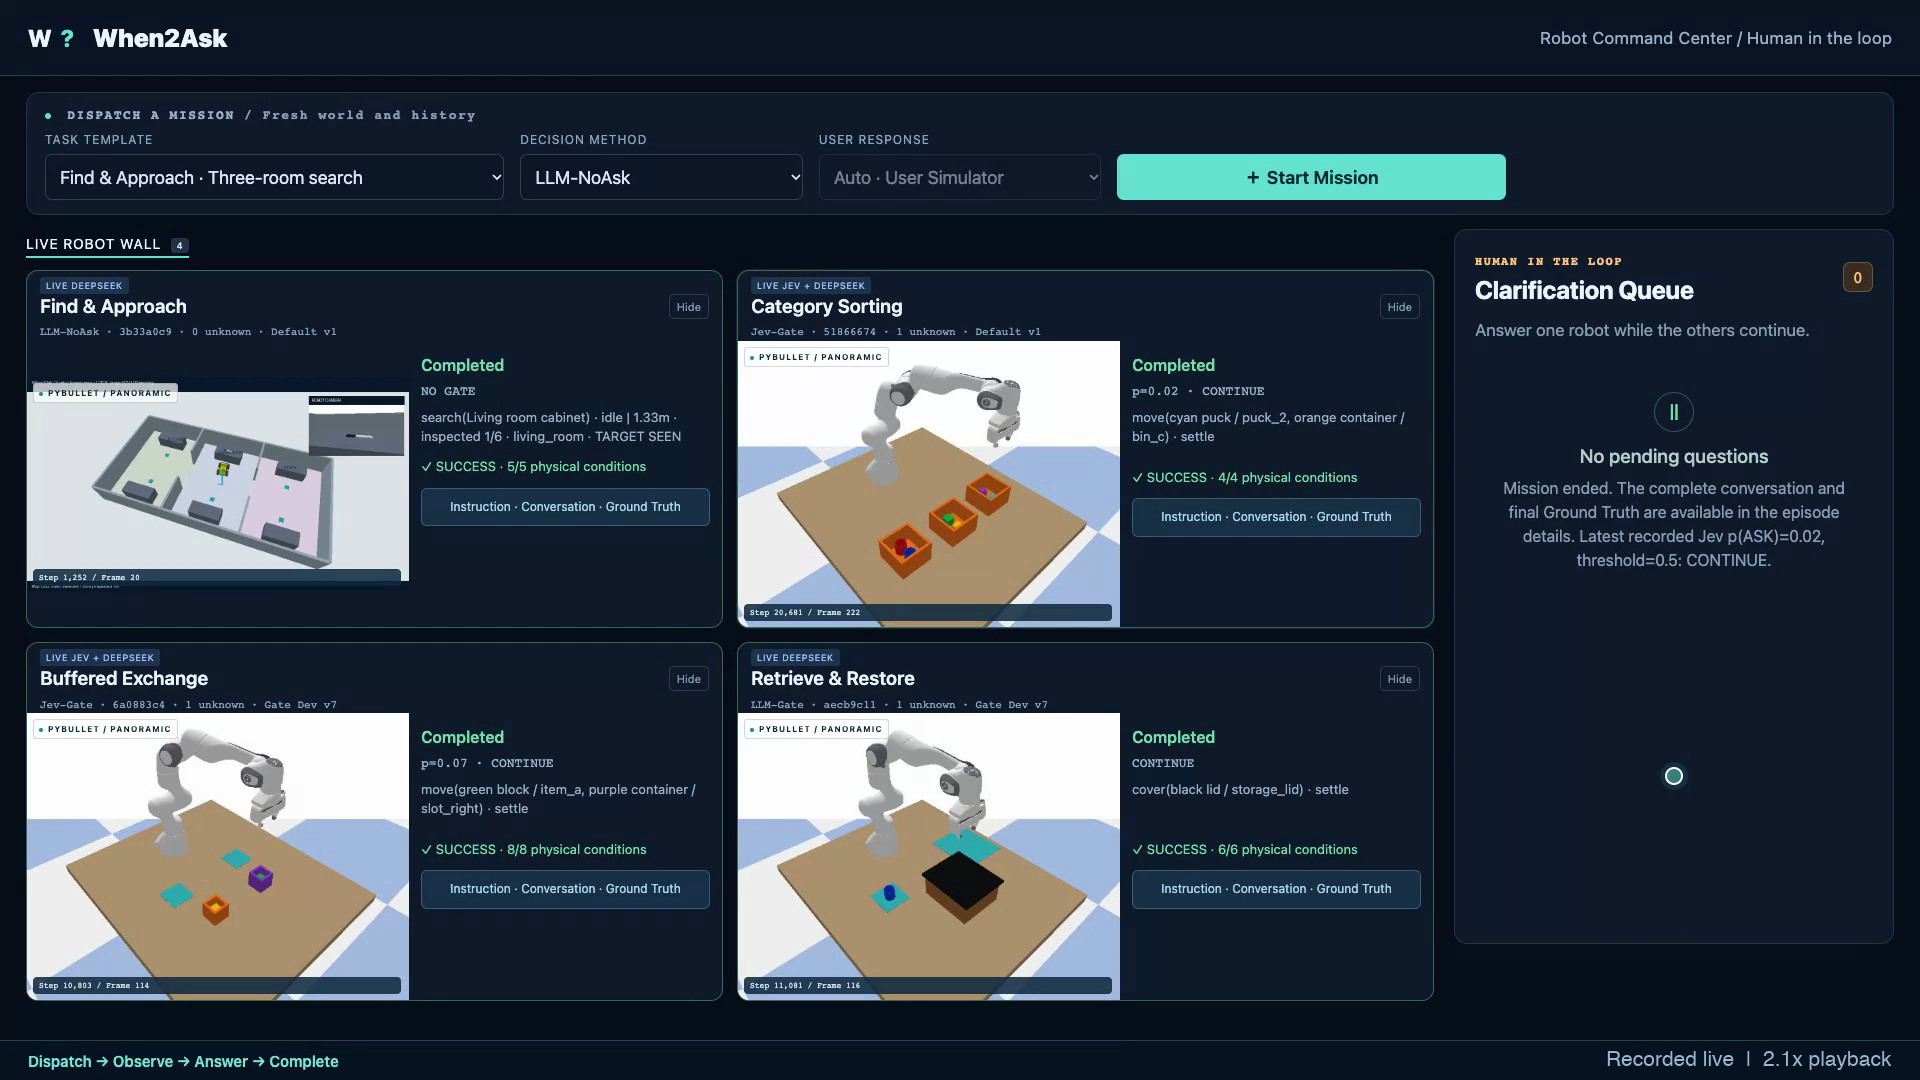 W ? When2Ask
Robot Command Center / Human in the loop
DISPATCH A MISSION / Fresh world and history
TASK TEMPLATE
DECISION METHOD
USER RESPONSE
Find & Approach · Three-room search
LLM-NoAsk
Auto · User Simulator
+ Start Mission
LIVE ROBOT WALL 4
LIVE DEEPSEEK
Find & Approach
Hide
LLM-NoAsk · 3b33a0c9 · 0 unknown · Default v1
PYBULLET / PANORAMIC
ROBOT CAMERA
Step 1,252 / Frame 20
Completed
NO GATE
search(Living room cabinet) · idle | 1.33m ·
inspected 1/6 · living_room · TARGET SEEN
✓ SUCCESS · 5/5 physical conditions
Instruction · Conversation · Ground Truth
LIVE JEV + DEEPSEEK
Category Sorting
Hide
Jev-Gate · 51866674 · 1 unknown · Default v1
PYBULLET / PANORAMIC
Step 20,681 / Frame 222
Completed
p=0.02 · CONTINUE
move(cyan puck / puck_2, orange container /
bin_c) · settle
✓ SUCCESS · 4/4 physical conditions
Instruction · Conversation · Ground Truth
LIVE JEV + DEEPSEEK
Buffered Exchange
Hide
Jev-Gate · 6a0883c4 · 1 unknown · Gate Dev v7
PYBULLET / PANORAMIC
Step 10,803 / Frame 114
Completed
p=0.07 · CONTINUE
move(green block / item_a, purple container /
slot_right) · settle
✓ SUCCESS · 8/8 physical conditions
Instruction · Conversation · Ground Truth
LIVE DEEPSEEK
Retrieve & Restore
Hide
LLM-Gate · aecb9c11 · 1 unknown · Gate Dev v7
PYBULLET / PANORAMIC
Step 11,081 / Frame 116
Completed
CONTINUE
cover(black lid / storage_lid) · settle
✓ SUCCESS · 6/6 physical conditions
Instruction · Conversation · Ground Truth
HUMAN IN THE LOOP
Clarification Queue
0
Answer one robot while the others continue.
No pending questions
Mission ended. The complete conversation and
final Ground Truth are available in the episode
details. Latest recorded Jev p(ASK)=0.02,
threshold=0.5: CONTINUE.
Dispatch → Observe → Answer → Complete
Recorded live | 2.1x playback